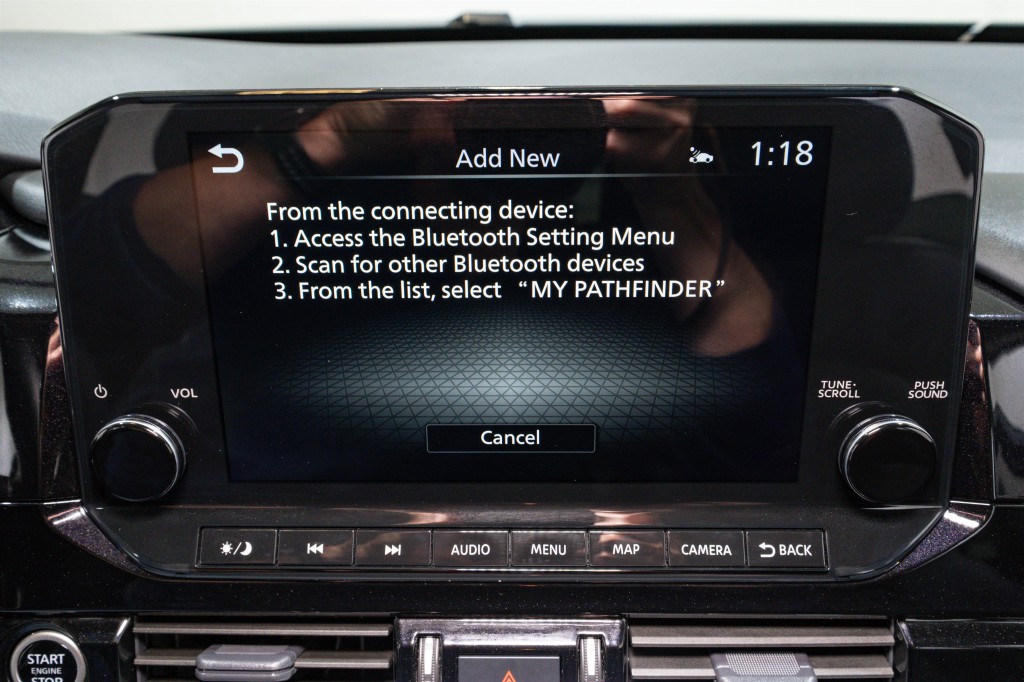 Add New
1:18
From the connecting device:
1. Access the Bluetooth Setting Menu
2. Scan for other Bluetooth devices
3. From the list, select “MY PATHFINDER”
VOL
TUNE·
SCROLL
PUSH
SOUND
Cancel
AUDIO
MENU
MAP
CAMERA
BACK
START
ENGINE
STOP